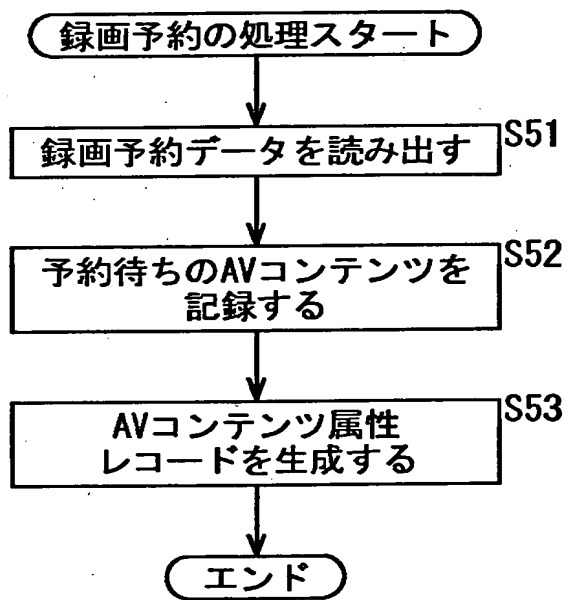 録画予約の処理スタート
録画予約データを読み出す
S51
予約待ちのAVコンテンツを
記録する
S52
AVコンテンツ属性
レコードを生成する
S53
エンド